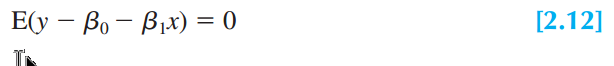 E(y − β₀ − β₁x) = 0 [2.12]